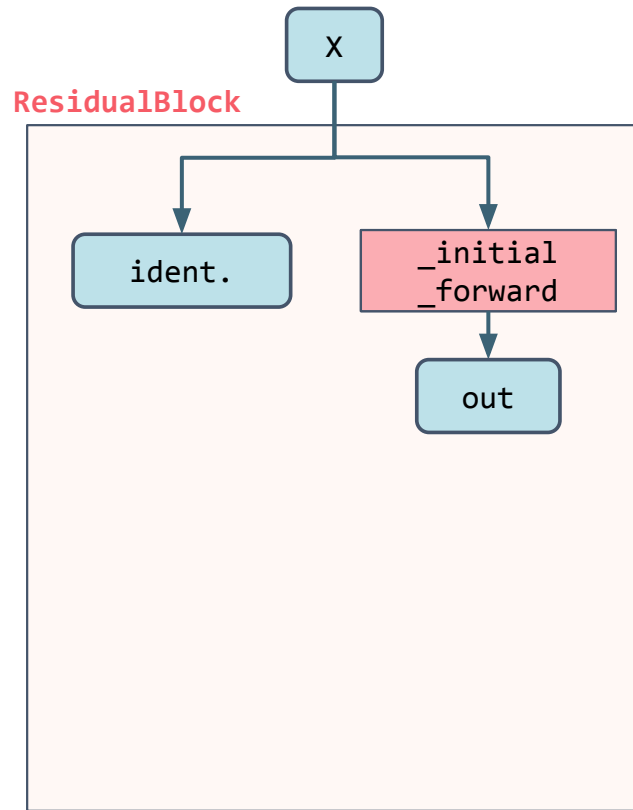 X
ResidualBlock
ident.
_initial
_forward
out